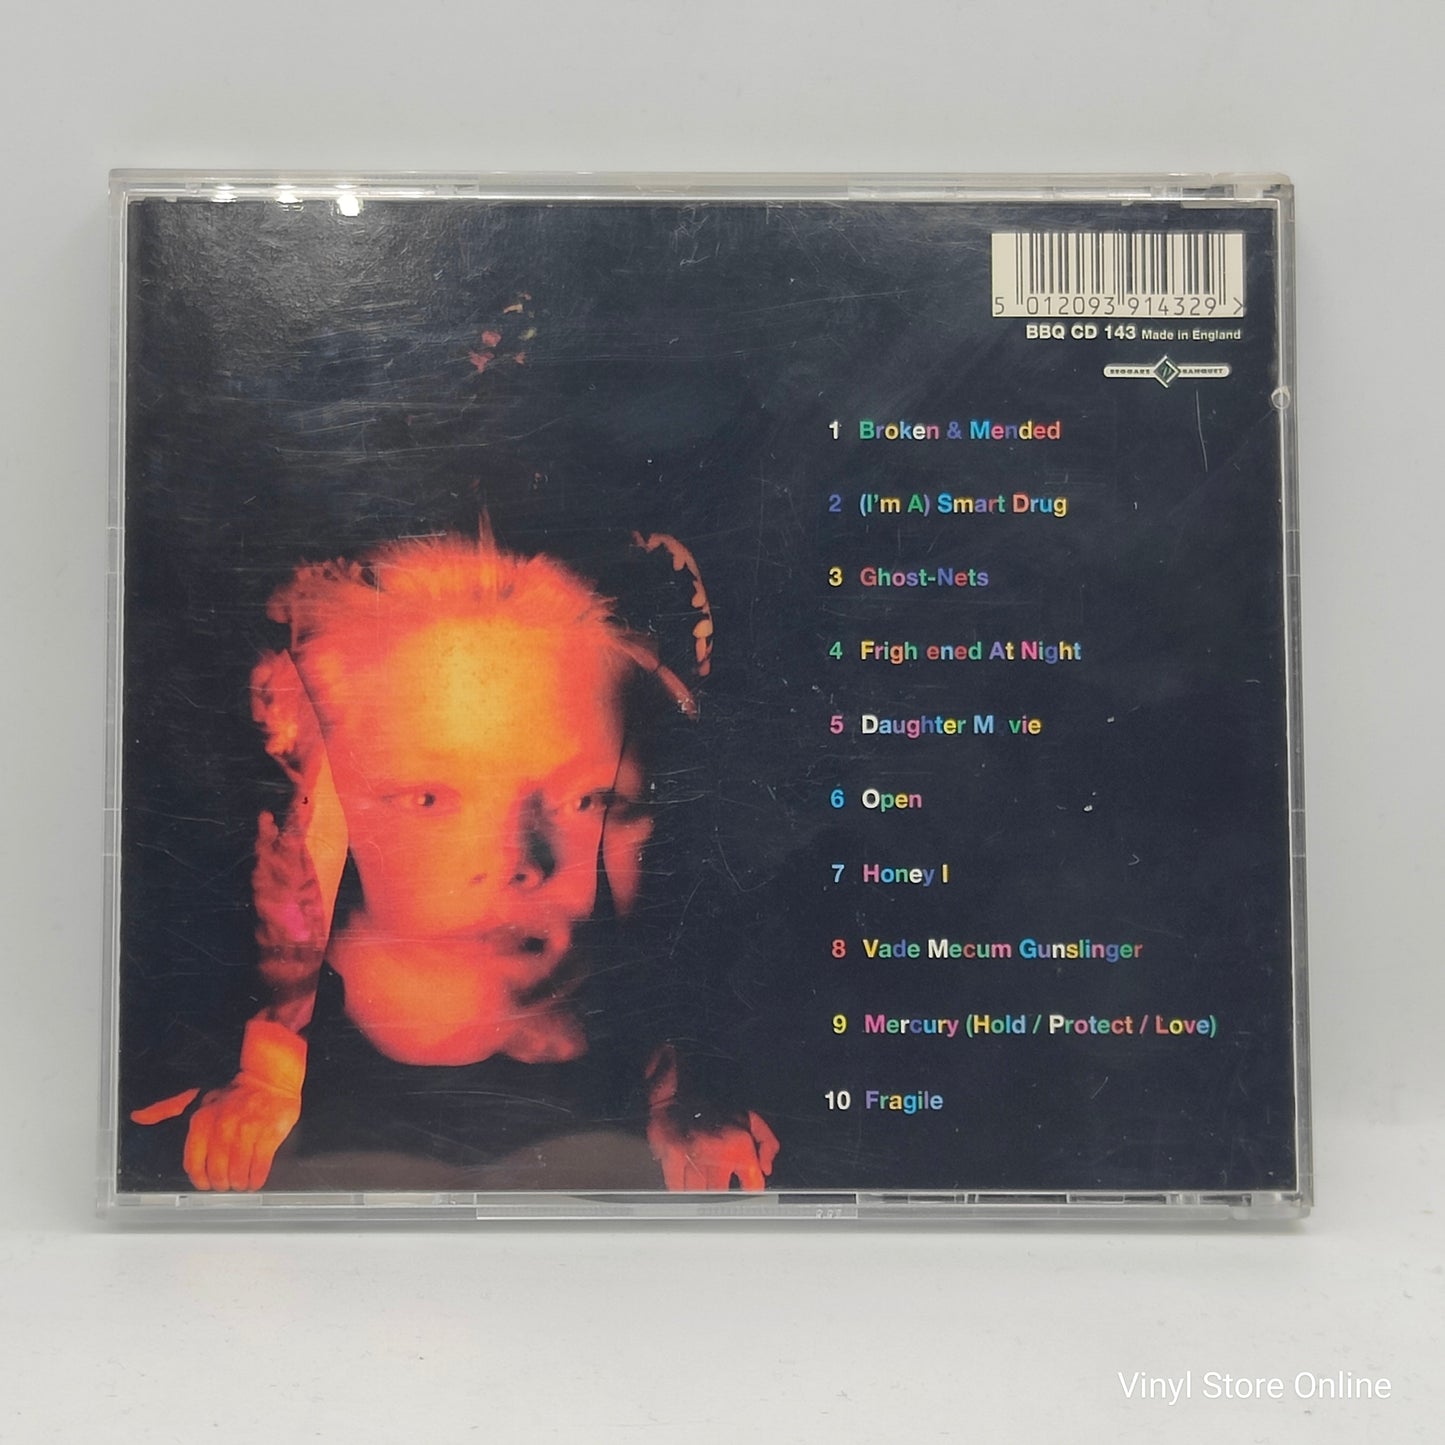 5 012093 914329 >
BBQ CD 143 Made in England
BEGGARS BANQUET
1 Broken & Mended
2 (I'm A) Smart Drug
3 Ghost-Nets
4 Frigh ened At Night
5 Daughter M vie
6 Open
7 Honey I
8 Vade Mecum Gunslinger
9 Mercury (Hold / Protect / Love)
10 Fragile
Vinyl Store Online